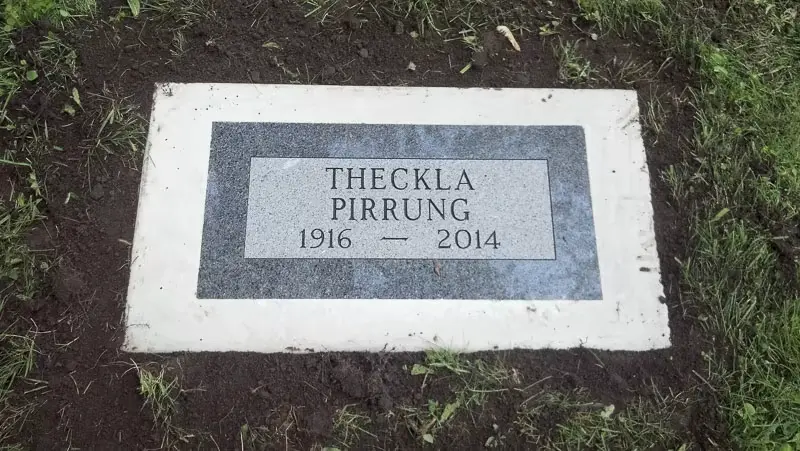 THECKLA
PIRRUNG
1916 — 2014